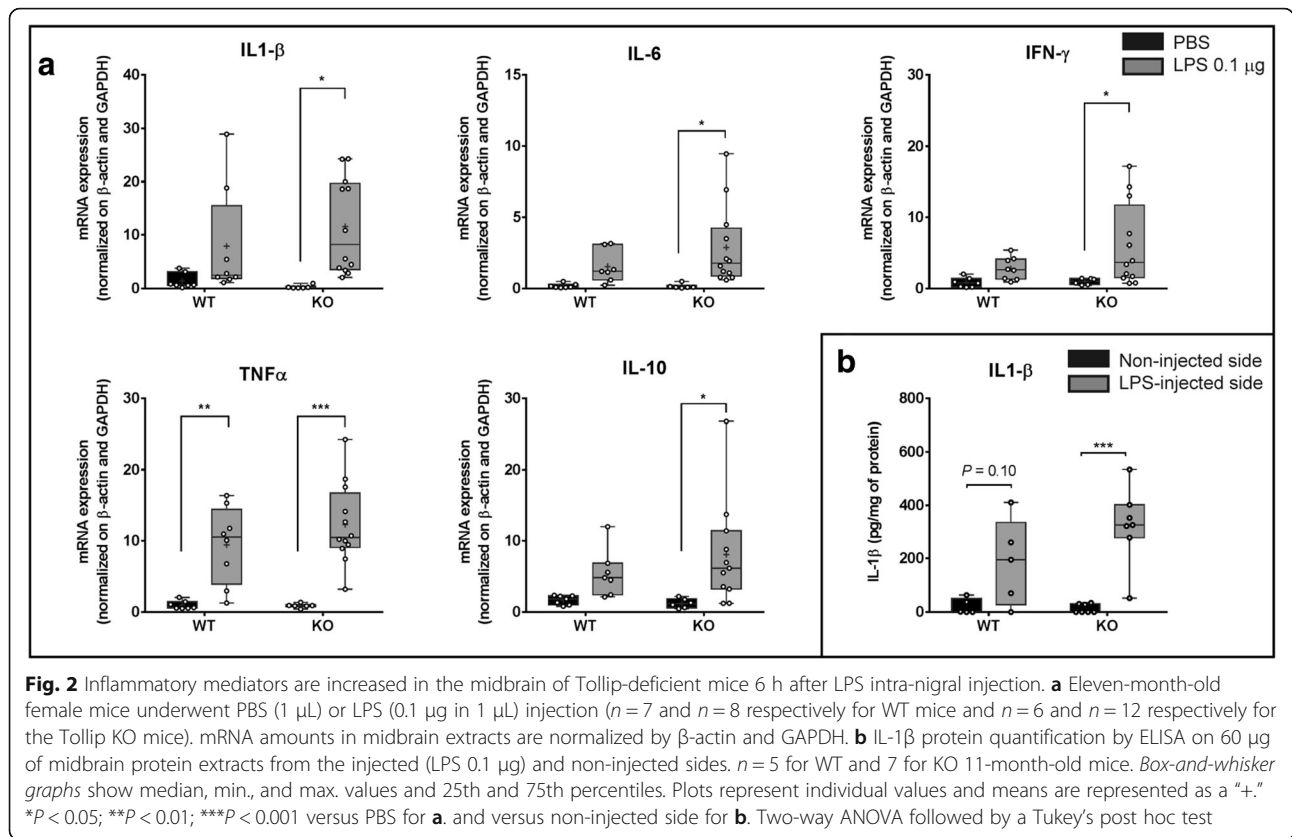 a
IL1-β
mRNA expression
(normalized on β-actin and GAPDH)
40
30
20
10
0
*
WT
KO
IL-6
mRNA expression
(normalized on β-actin and GAPDH)
15
10
5
0
*
WT
KO
IFN-γ
mRNA expression
(normalized on β-actin and GAPDH)
30
20
10
0
*
WT
KO
PBS
LPS 0.1 μg
TNFα
mRNA expression
(normalized on β-actin and GAPDH)
30
20
10
0
**
***
WT
KO
IL-10
mRNA expression
(normalized on β-actin and GAPDH)
30
20
10
0
*
WT
KO
b
IL1-β
Non-injected side
LPS-injected side
IL-1β (pg/mg of protein)
800
600
400
200
0
P = 0.10
***
WT
KO
Fig. 2 Inflammatory mediators are increased in the midbrain of Tollip-deficient mice 6 h after LPS intra-nigral injection. a Eleven-month-old
female mice underwent PBS (1 μL) or LPS (0.1 μg in 1 μL) injection (n = 7 and n = 8 respectively for WT mice and n = 6 and n = 12 respectively for
the Tollip KO mice). mRNA amounts in midbrain extracts are normalized by β-actin and GAPDH. b IL-1β protein quantification by ELISA on 60 μg
of midbrain protein extracts from the injected (LPS 0.1 μg) and non-injected sides. n = 5 for WT and 7 for KO 11-month-old mice. Box-and-whisker
graphs show median, min., and max. values and 25th and 75th percentiles. Plots represent individual values and means are represented as a “+.”
*P < 0.05; **P < 0.01; ***P < 0.001 versus PBS for a. and versus non-injected side for b. Two-way ANOVA followed by a Tukey's post hoc test